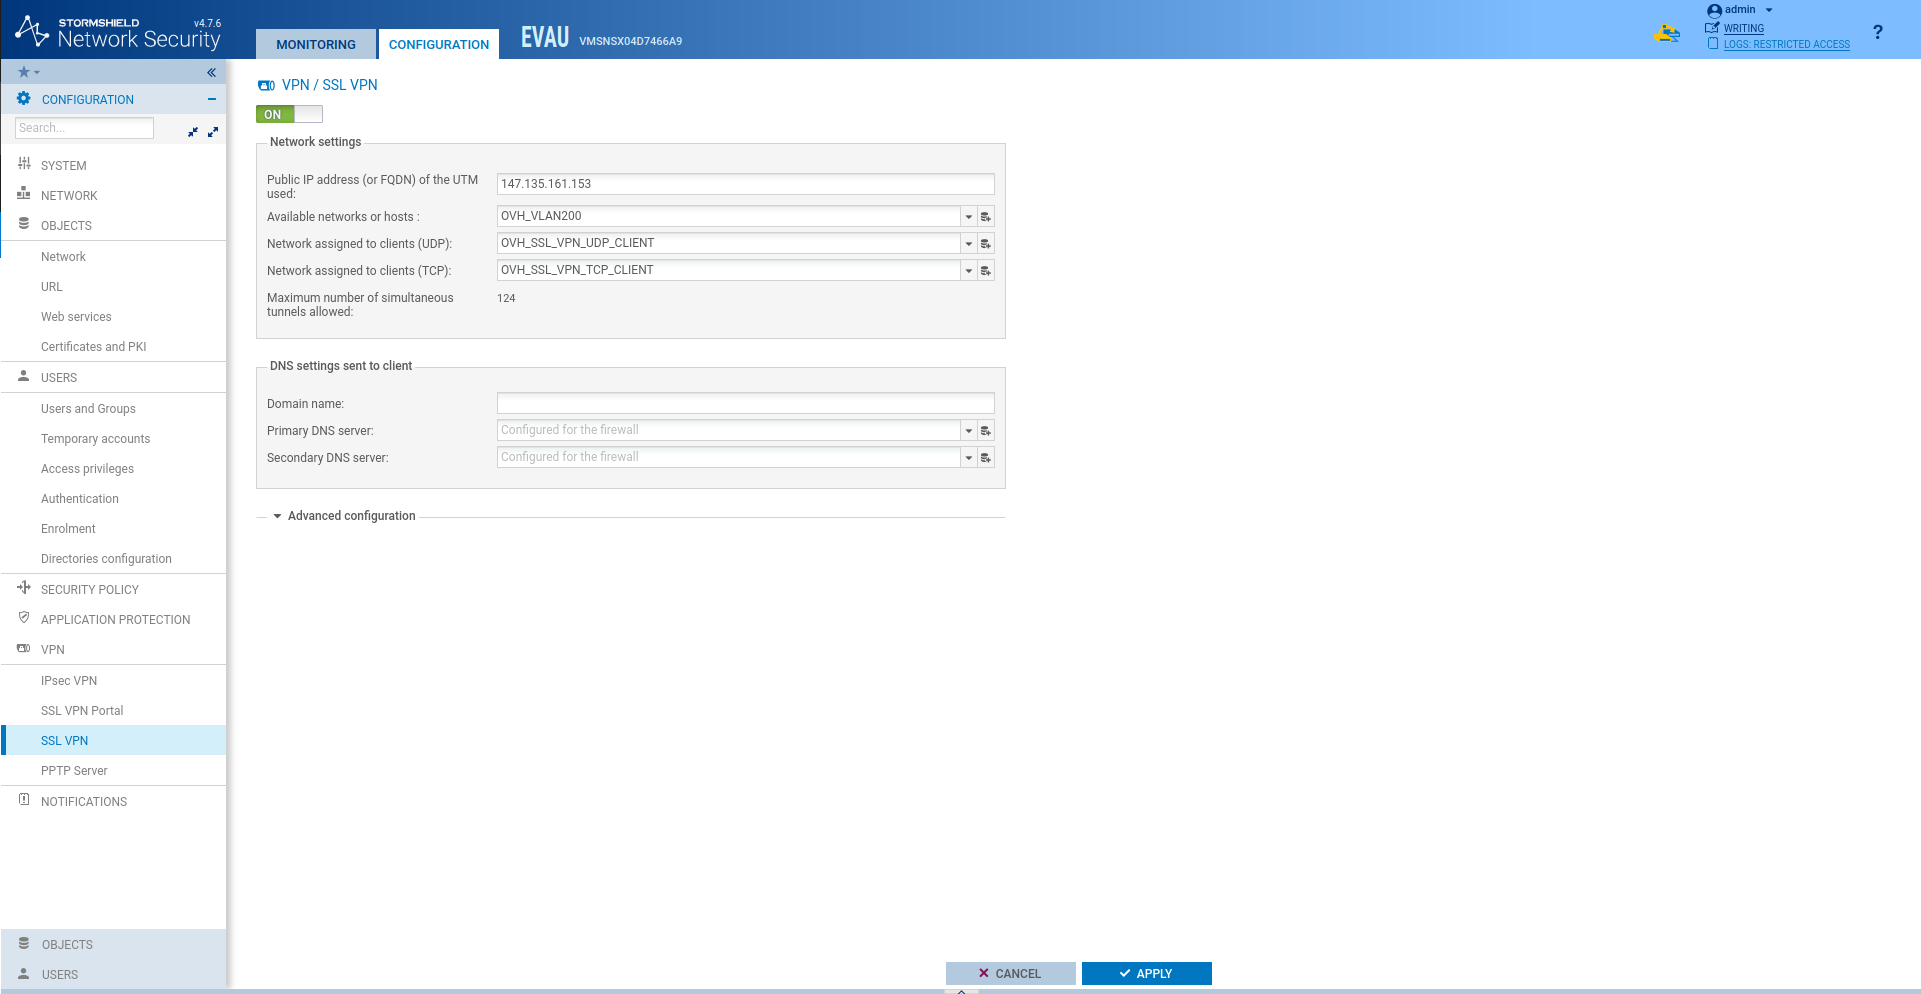 STORMSHIELD
v4.7.6
Network Security
MONITORING
CONFIGURATION
EVAU
VMSNSX04D7466A9
admin
WRITING
LOGS: RESTRICTED ACCESS
?
CONFIGURATION
Search...
SYSTEM
NETWORK
OBJECTS
Network
URL
Web services
Certificates and PKI
USERS
Users and Groups
Temporary accounts
Access privileges
Authentication
Enrolment
Directories configuration
SECURITY POLICY
APPLICATION PROTECTION
VPN
IPsec VPN
SSL VPN Portal
SSL VPN
PPTP Server
NOTIFICATIONS
OBJECTS
USERS
VPN / SSL VPN
ON
Network settings
Public IP address (or FQDN) of the UTM
used:
147.135.161.153
Available networks or hosts :
OVH_VLAN200
Network assigned to clients (UDP):
OVH_SSL_VPN_UDP_CLIENT
Network assigned to clients (TCP):
OVH_SSL_VPN_TCP_CLIENT
Maximum number of simultaneous
tunnels allowed:
124
DNS settings sent to client
Domain name:
Primary DNS server:
Configured for the firewall
Secondary DNS server:
Configured for the firewall
Advanced configuration
CANCEL
APPLY